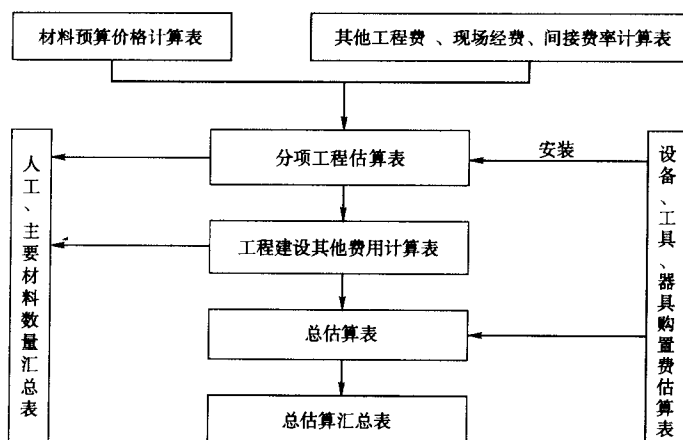 材料预算价格计算表
其他工程费、现场经费、间接费率计算表
分项工程估算表
安装
人工、主要材料数量汇总表
设备、工具、器具购置费估算表
工程建设其他费用计算表
总估算表
总估算汇总表